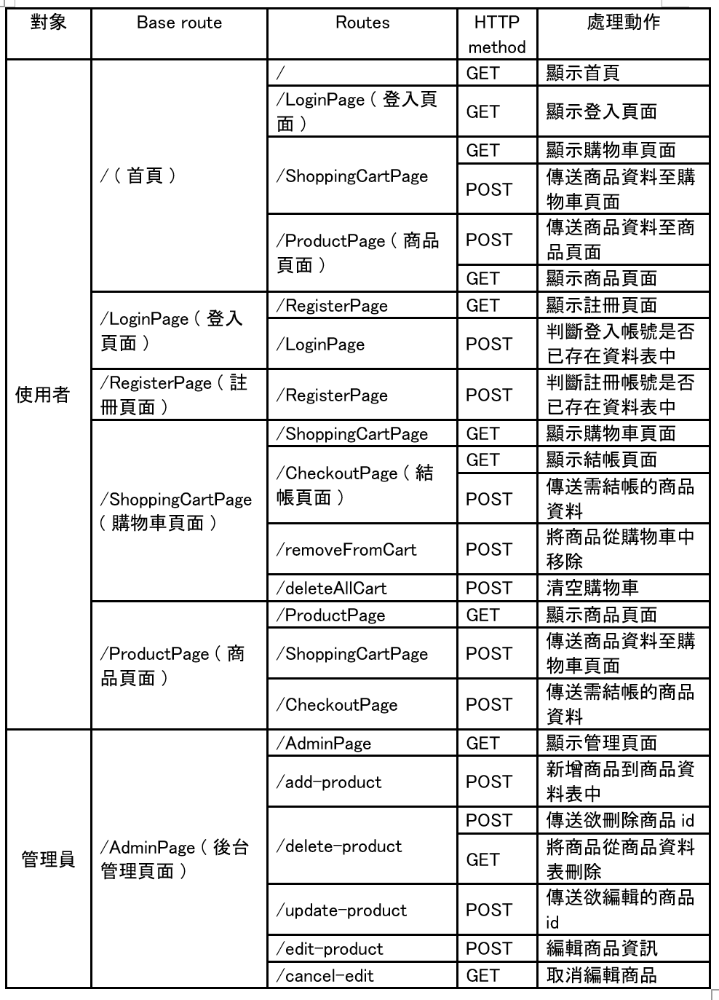 對象
Base route
Routes
HTTP
method
處理動作
使用者
/ ( 首頁 )
/
GET
顯示首頁
/LoginPage ( 登入頁
面 )
GET
顯示登入頁面
/ShoppingCartPage
GET
顯示購物車頁面
POST
傳送商品資料至購
物車頁面
/ProductPage ( 商品
頁面 )
POST
傳送商品資料至商
品頁面
GET
顯示商品頁面
/LoginPage ( 登入
頁面 )
/RegisterPage
GET
顯示註冊頁面
/LoginPage
POST
判斷登入帳號是否
已存在資料表中
/RegisterPage ( 註
冊頁面 )
/RegisterPage
POST
判斷註冊帳號是否
已存在資料表中
/ShoppingCartPage
( 購物車頁面 )
/ShoppingCartPage
GET
顯示購物車頁面
/CheckoutPage ( 結
帳頁面 )
GET
顯示結帳頁面
POST
傳送需結帳的商品
資料
/removeFromCart
POST
將商品從購物車中
移除
/deleteAllCart
POST
清空購物車
/ProductPage ( 商
品頁面 )
/ProductPage
GET
顯示商品頁面
/ShoppingCartPage
POST
傳送商品資料至購
物車頁面
/CheckoutPage
POST
傳送需結帳的商品
資料
管理員
/AdminPage ( 後台
管理頁面 )
/AdminPage
GET
顯示管理頁面
/add-product
POST
新增商品到商品資
料表中
/delete-product
POST
傳送欲刪除商品 id
GET
將商品從商品資料
表刪除
/update-product
POST
傳送欲編輯的商品
id
/edit-product
POST
編輯商品資訊
/cancel-edit
GET
取消編輯商品